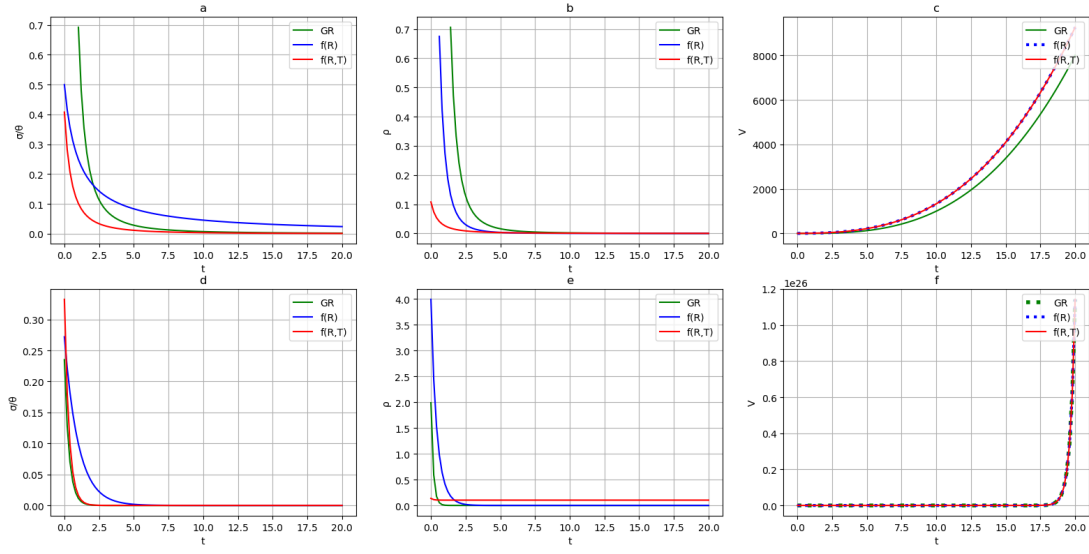 a
0.7
0.6
0.5
0.4
0.3
0.2
0.1
0.0
σ/θ
GR
f(R)
f(R,T)
0.0 2.5 5.0 7.5 10.0 12.5 15.0 17.5 20.0
t
b
0.7
0.6
0.5
0.4
0.3
0.2
0.1
0.0
ρ
GR
f(R)
f(R,T)
0.0 2.5 5.0 7.5 10.0 12.5 15.0 17.5 20.0
t
c
8000
6000
4000
2000
0
V
GR
f(R)
f(R,T)
0.0 2.5 5.0 7.5 10.0 12.5 15.0 17.5 20.0
t
d
0.30
0.25
0.20
0.15
0.10
0.05
0.00
σ/θ
GR
f(R)
f(R,T)
0.0 2.5 5.0 7.5 10.0 12.5 15.0 17.5 20.0
t
e
4.0
3.5
3.0
2.5
2.0
1.5
1.0
0.5
0.0
ρ
GR
f(R)
f(R,T)
0.0 2.5 5.0 7.5 10.0 12.5 15.0 17.5 20.0
t
f
1e26
1.2
1.0
0.8
0.6
0.4
0.2
0.0
V
GR
f(R)
f(R,T)
0.0 2.5 5.0 7.5 10.0 12.5 15.0 17.5 20.0
t